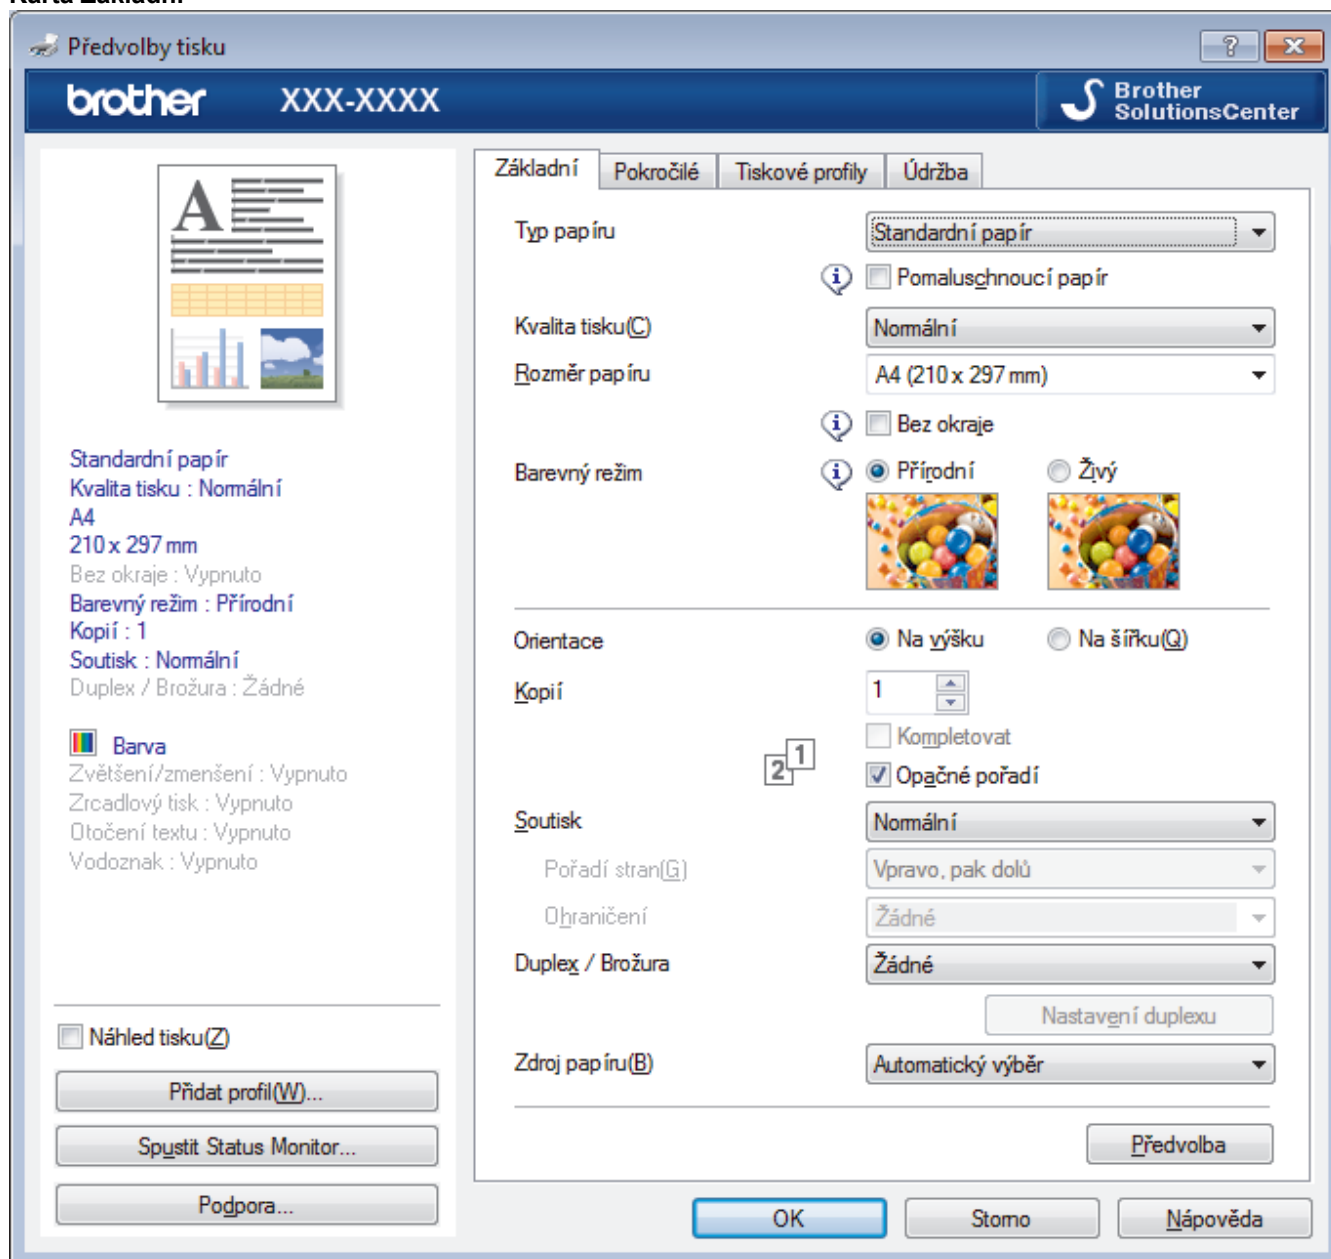 Karta Základní
Předvolby tisku
brother XXX-XXXX
Brother
SolutionsCenter
A
Standardní papír
Kvalita tisku : Normální
A4
210 x 297 mm
Bez okraje : Vypnuto
Barevný režim : Přírodní
Kopií : 1
Soutisk : Normální
Duplex / Brožura : Žádné
Barva
Zvětšení/zmenšení : Vypnuto
Zrcadlový tisk : Vypnuto
Otočení textu : Vypnuto
Vodoznak : Vypnuto
Náhled tisku(Z)
Přidat profil(W)...
Spustit Status Monitor...
Podpora...
Základní Pokročilé Tiskové profily Údržba
Typ papíru Standardní papír
Pomaluschnoucí papír
Kvalita tisku(C) Normální
Rozměr papíru A4 (210 x 297 mm)
Bez okraje
Barevný režim Přírodní Živý
Orientace Na výšku Na šířku(Q)
Kopií 1
Kompletovat
2 1 Opačné pořadí
Soutisk Normální
Pořadí stran(G) Vpravo, pak dolů
Ohraničení Žádné
Duplex / Brožura Žádné
Nastavení duplexu
Zdroj papíru(B) Automatický výběr
Předvolba
OK Storno Nápověda